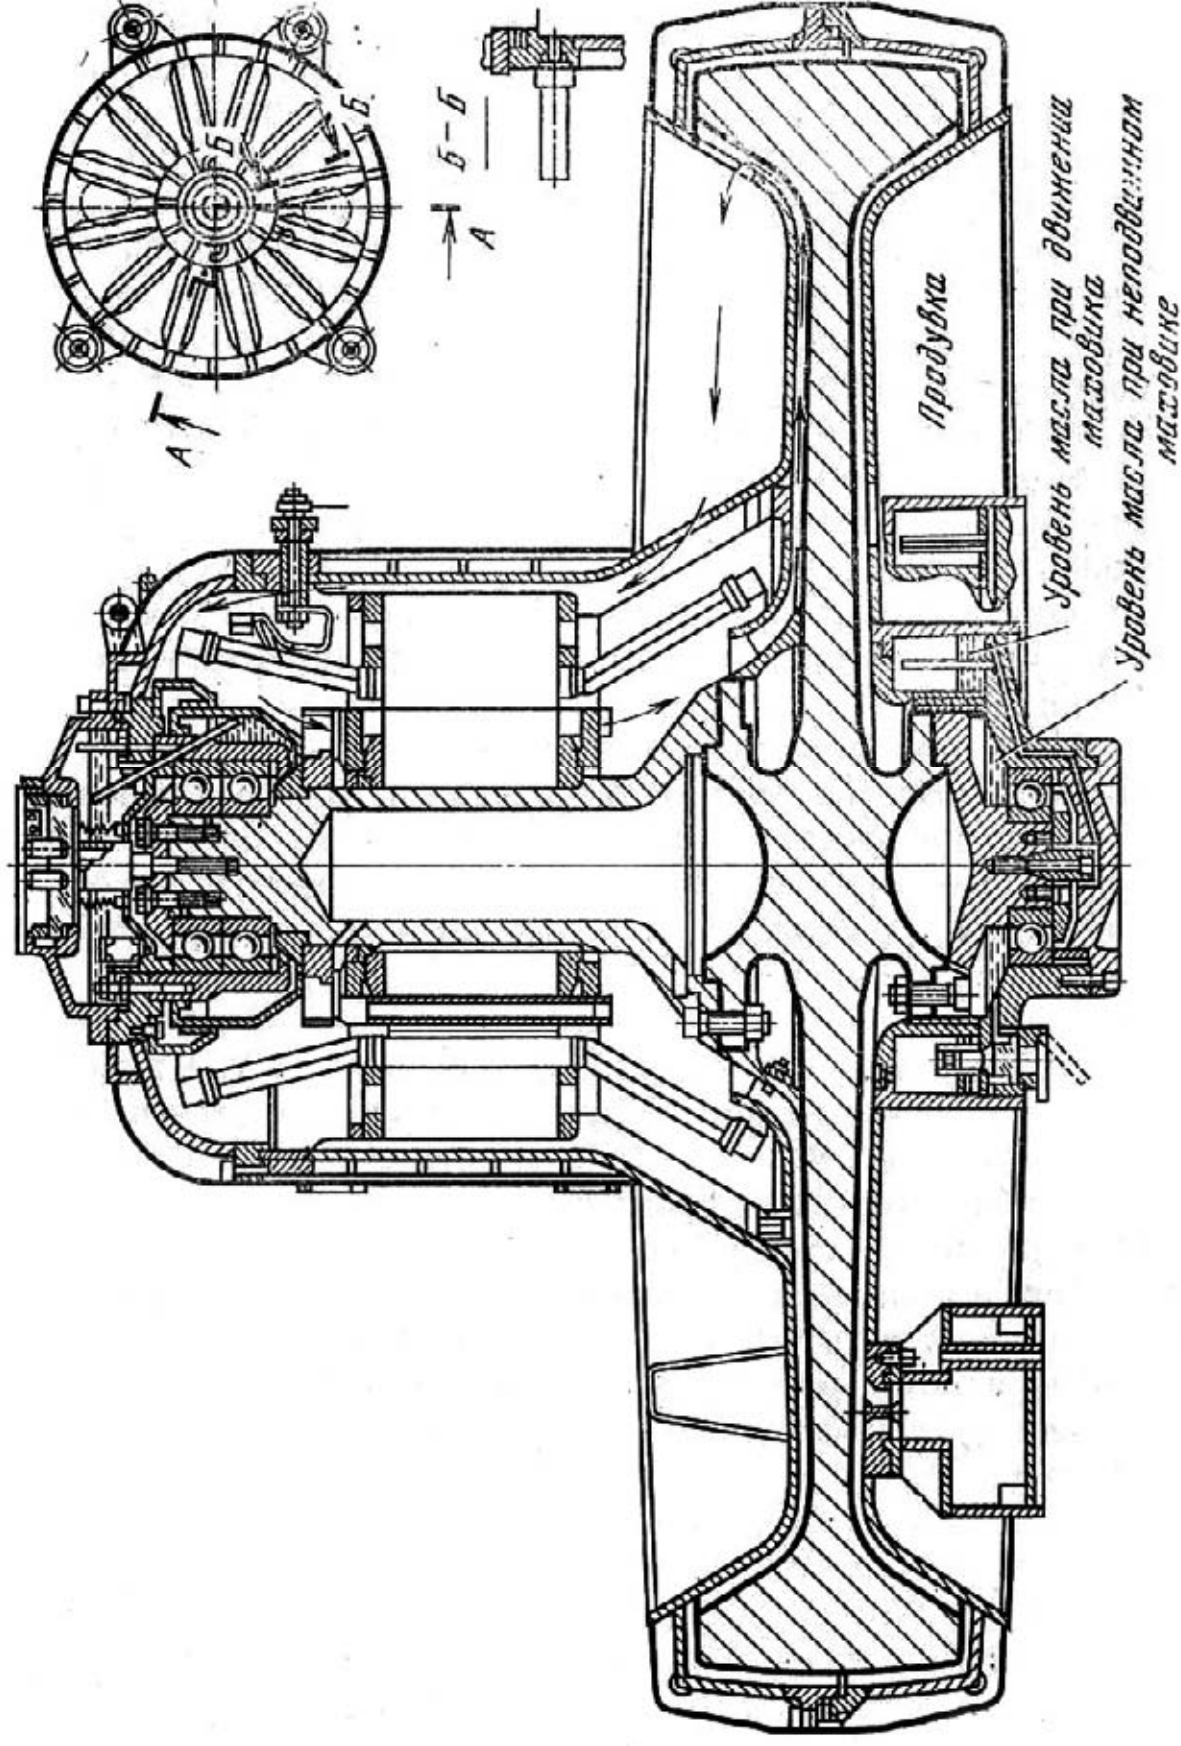 Б
Б
Б
Б – Б
А
А
Продувка
Уровень масла при движении
маховика
Уровень масла при неподвижном
маховике